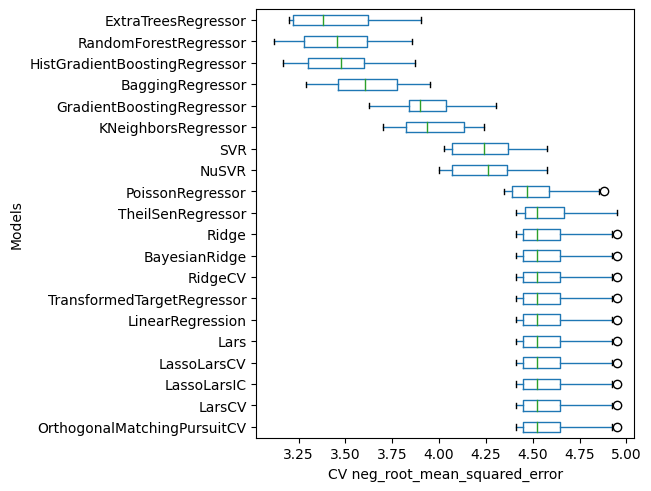 ExtraTreesRegressor
RandomForestRegressor
HistGradientBoostingRegressor
BaggingRegressor
GradientBoostingRegressor
KNeighborsRegressor
SVR
NuSVR
PoissonRegressor
TheilSenRegressor
Ridge
BayesianRidge
RidgeCV
TransformedTargetRegressor
LinearRegression
Lars
LassoLarsCV
LassoLarsIC
LarsCV
OrthogonalMatchingPursuitCV
Models
3.25 3.50 3.75 4.00 4.25 4.50 4.75 5.00
CV neg_root_mean_squared_error